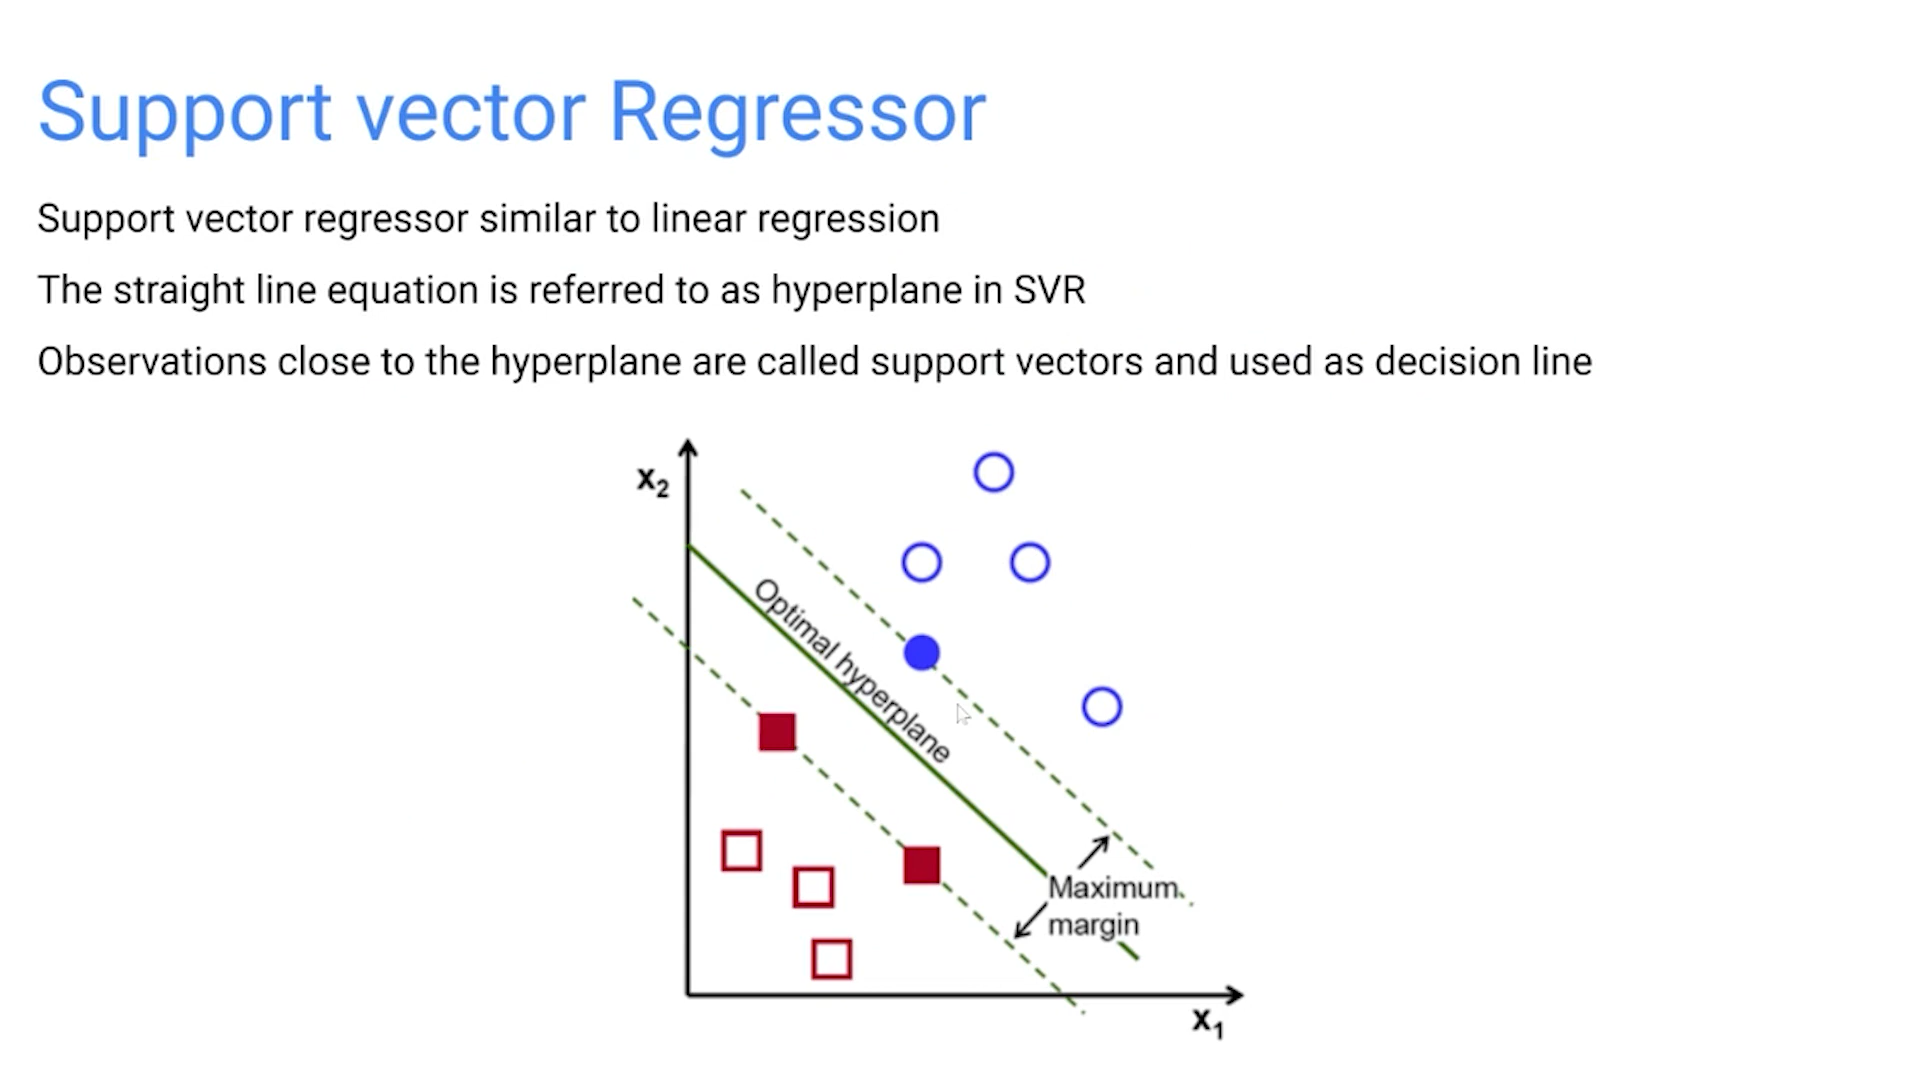 Support vector Regressor
Support vector regressor similar to linear regression
The straight line equation is referred to as hyperplane in SVR
Observations close to the hyperplane are called support vectors and used as decision line
x₂
Optimal hyperplane
Maximum
margin
x₁